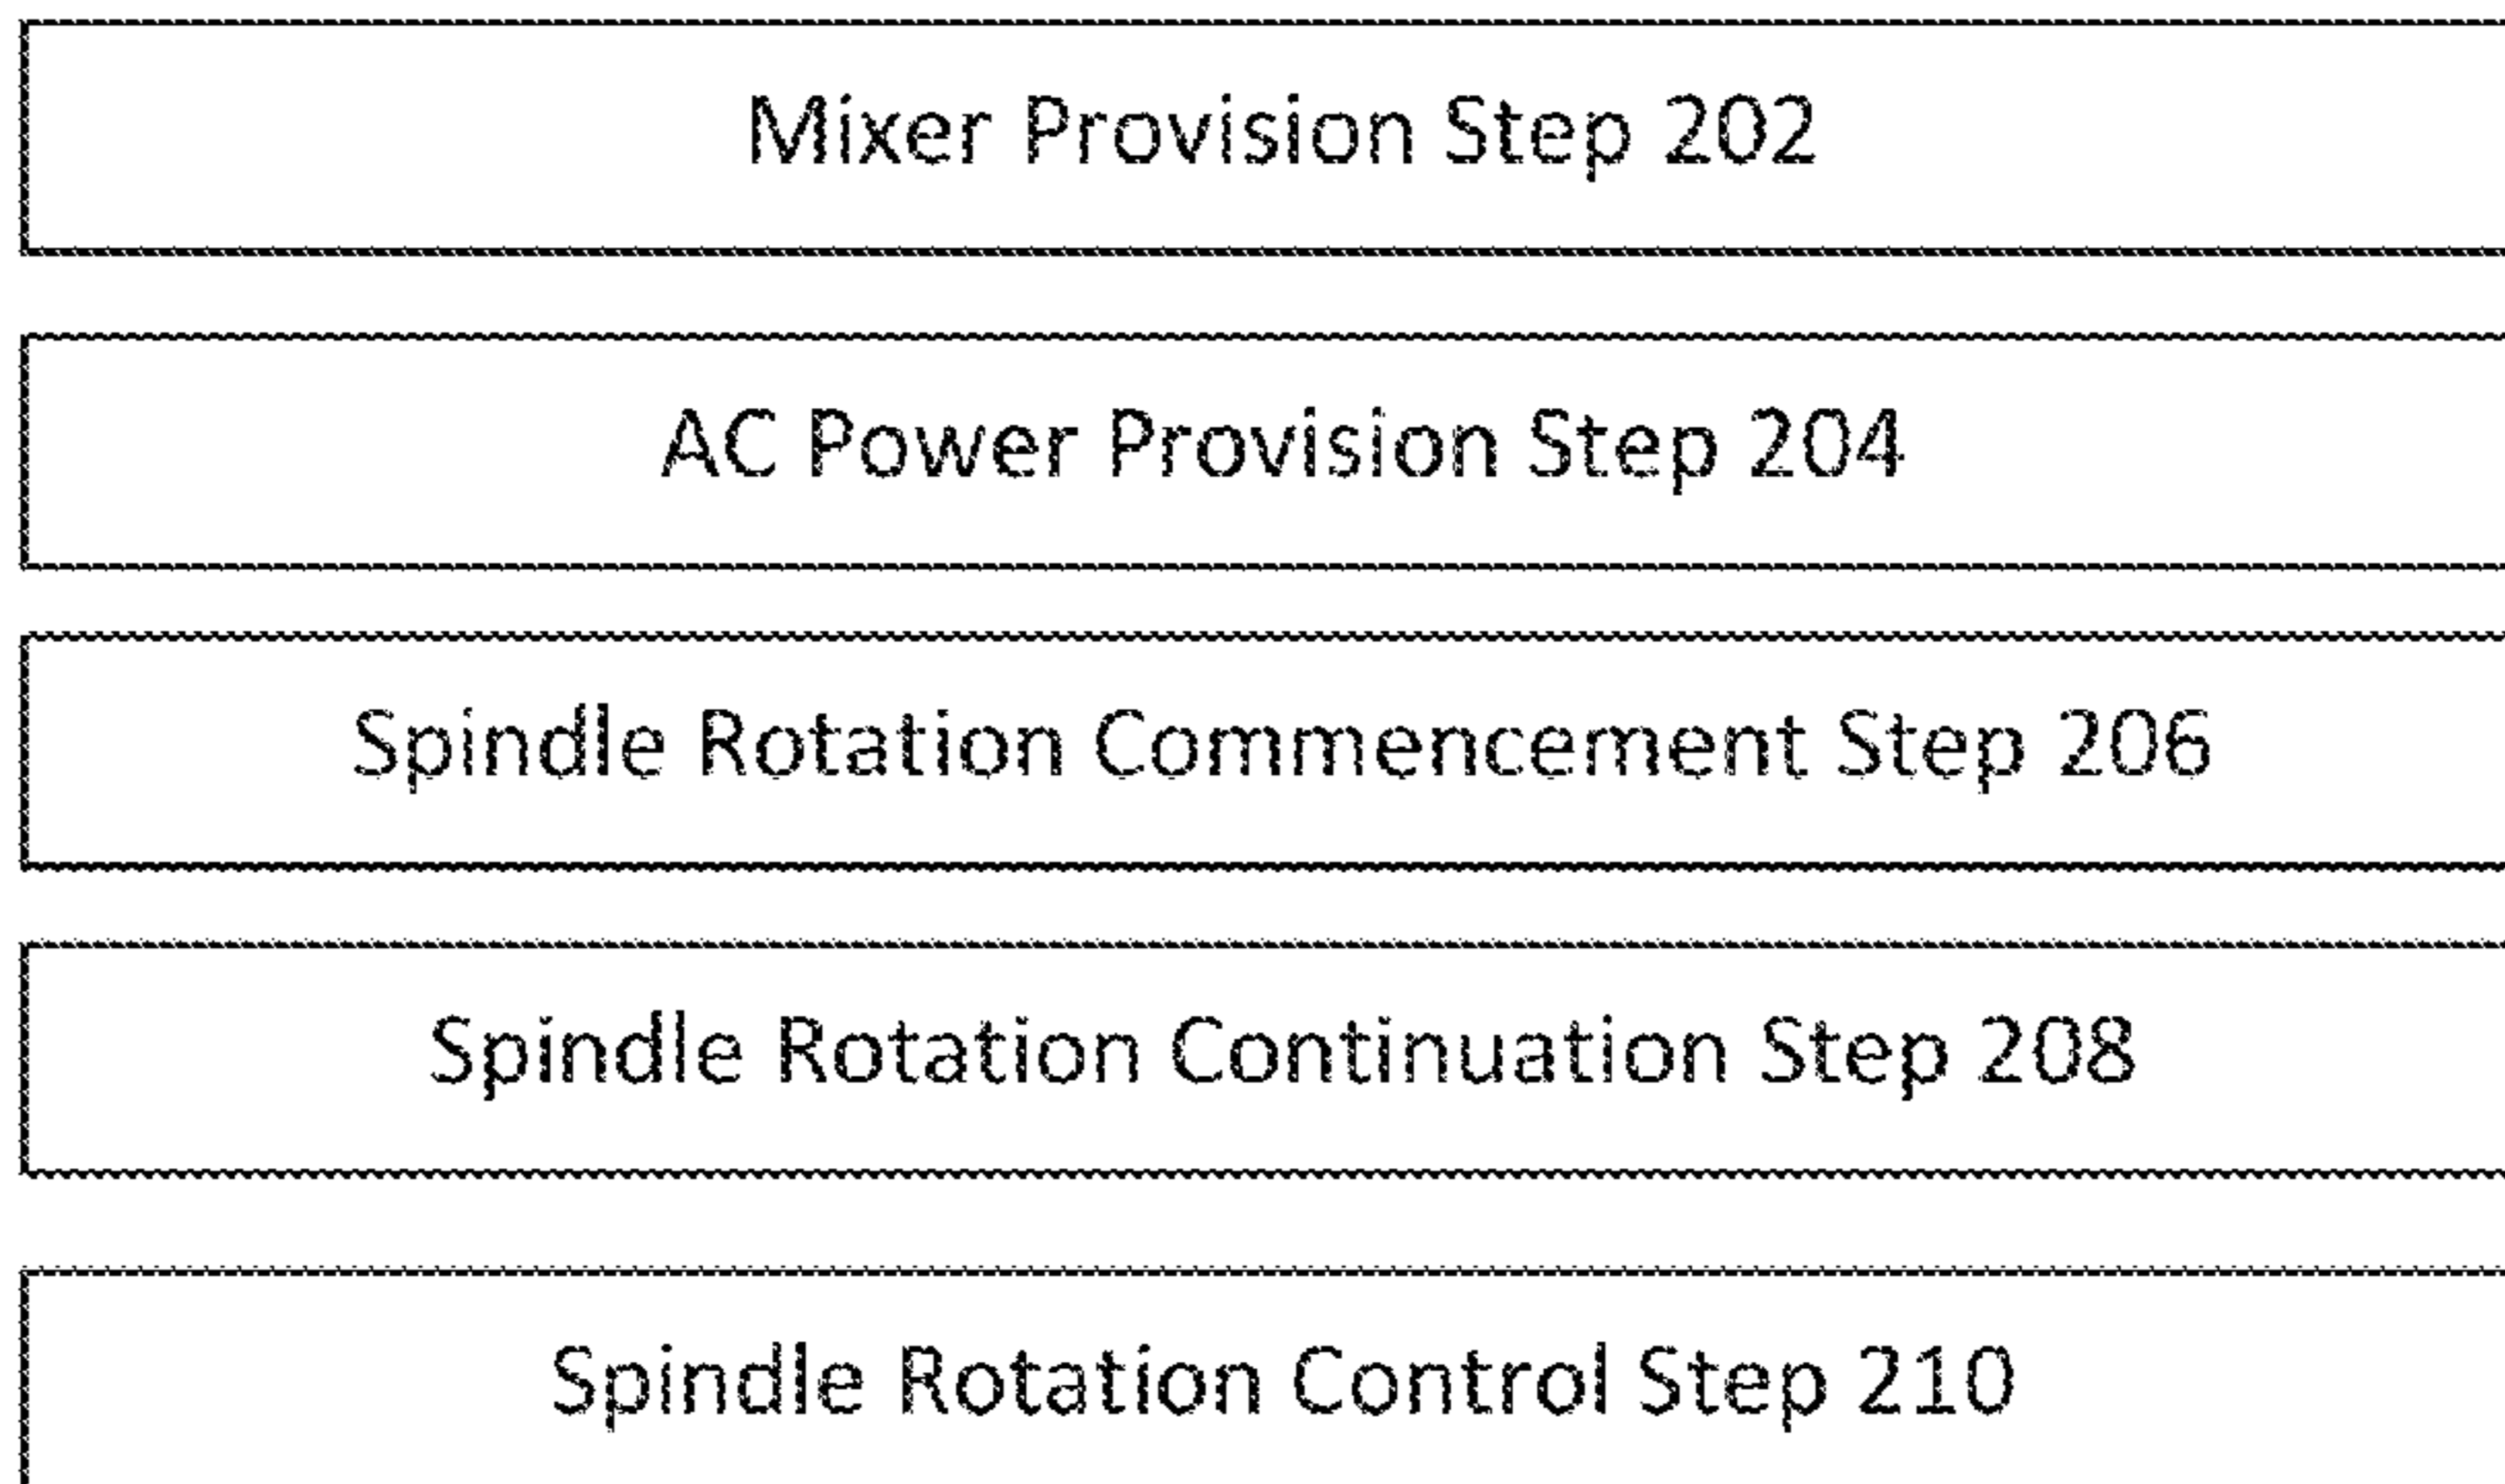 Mixer Provision Step 202
AC Power Provision Step 204
Spindle Rotation Commencement Step 206
Spindle Rotation Continuation Step 208
Spindle Rotation Control Step 210